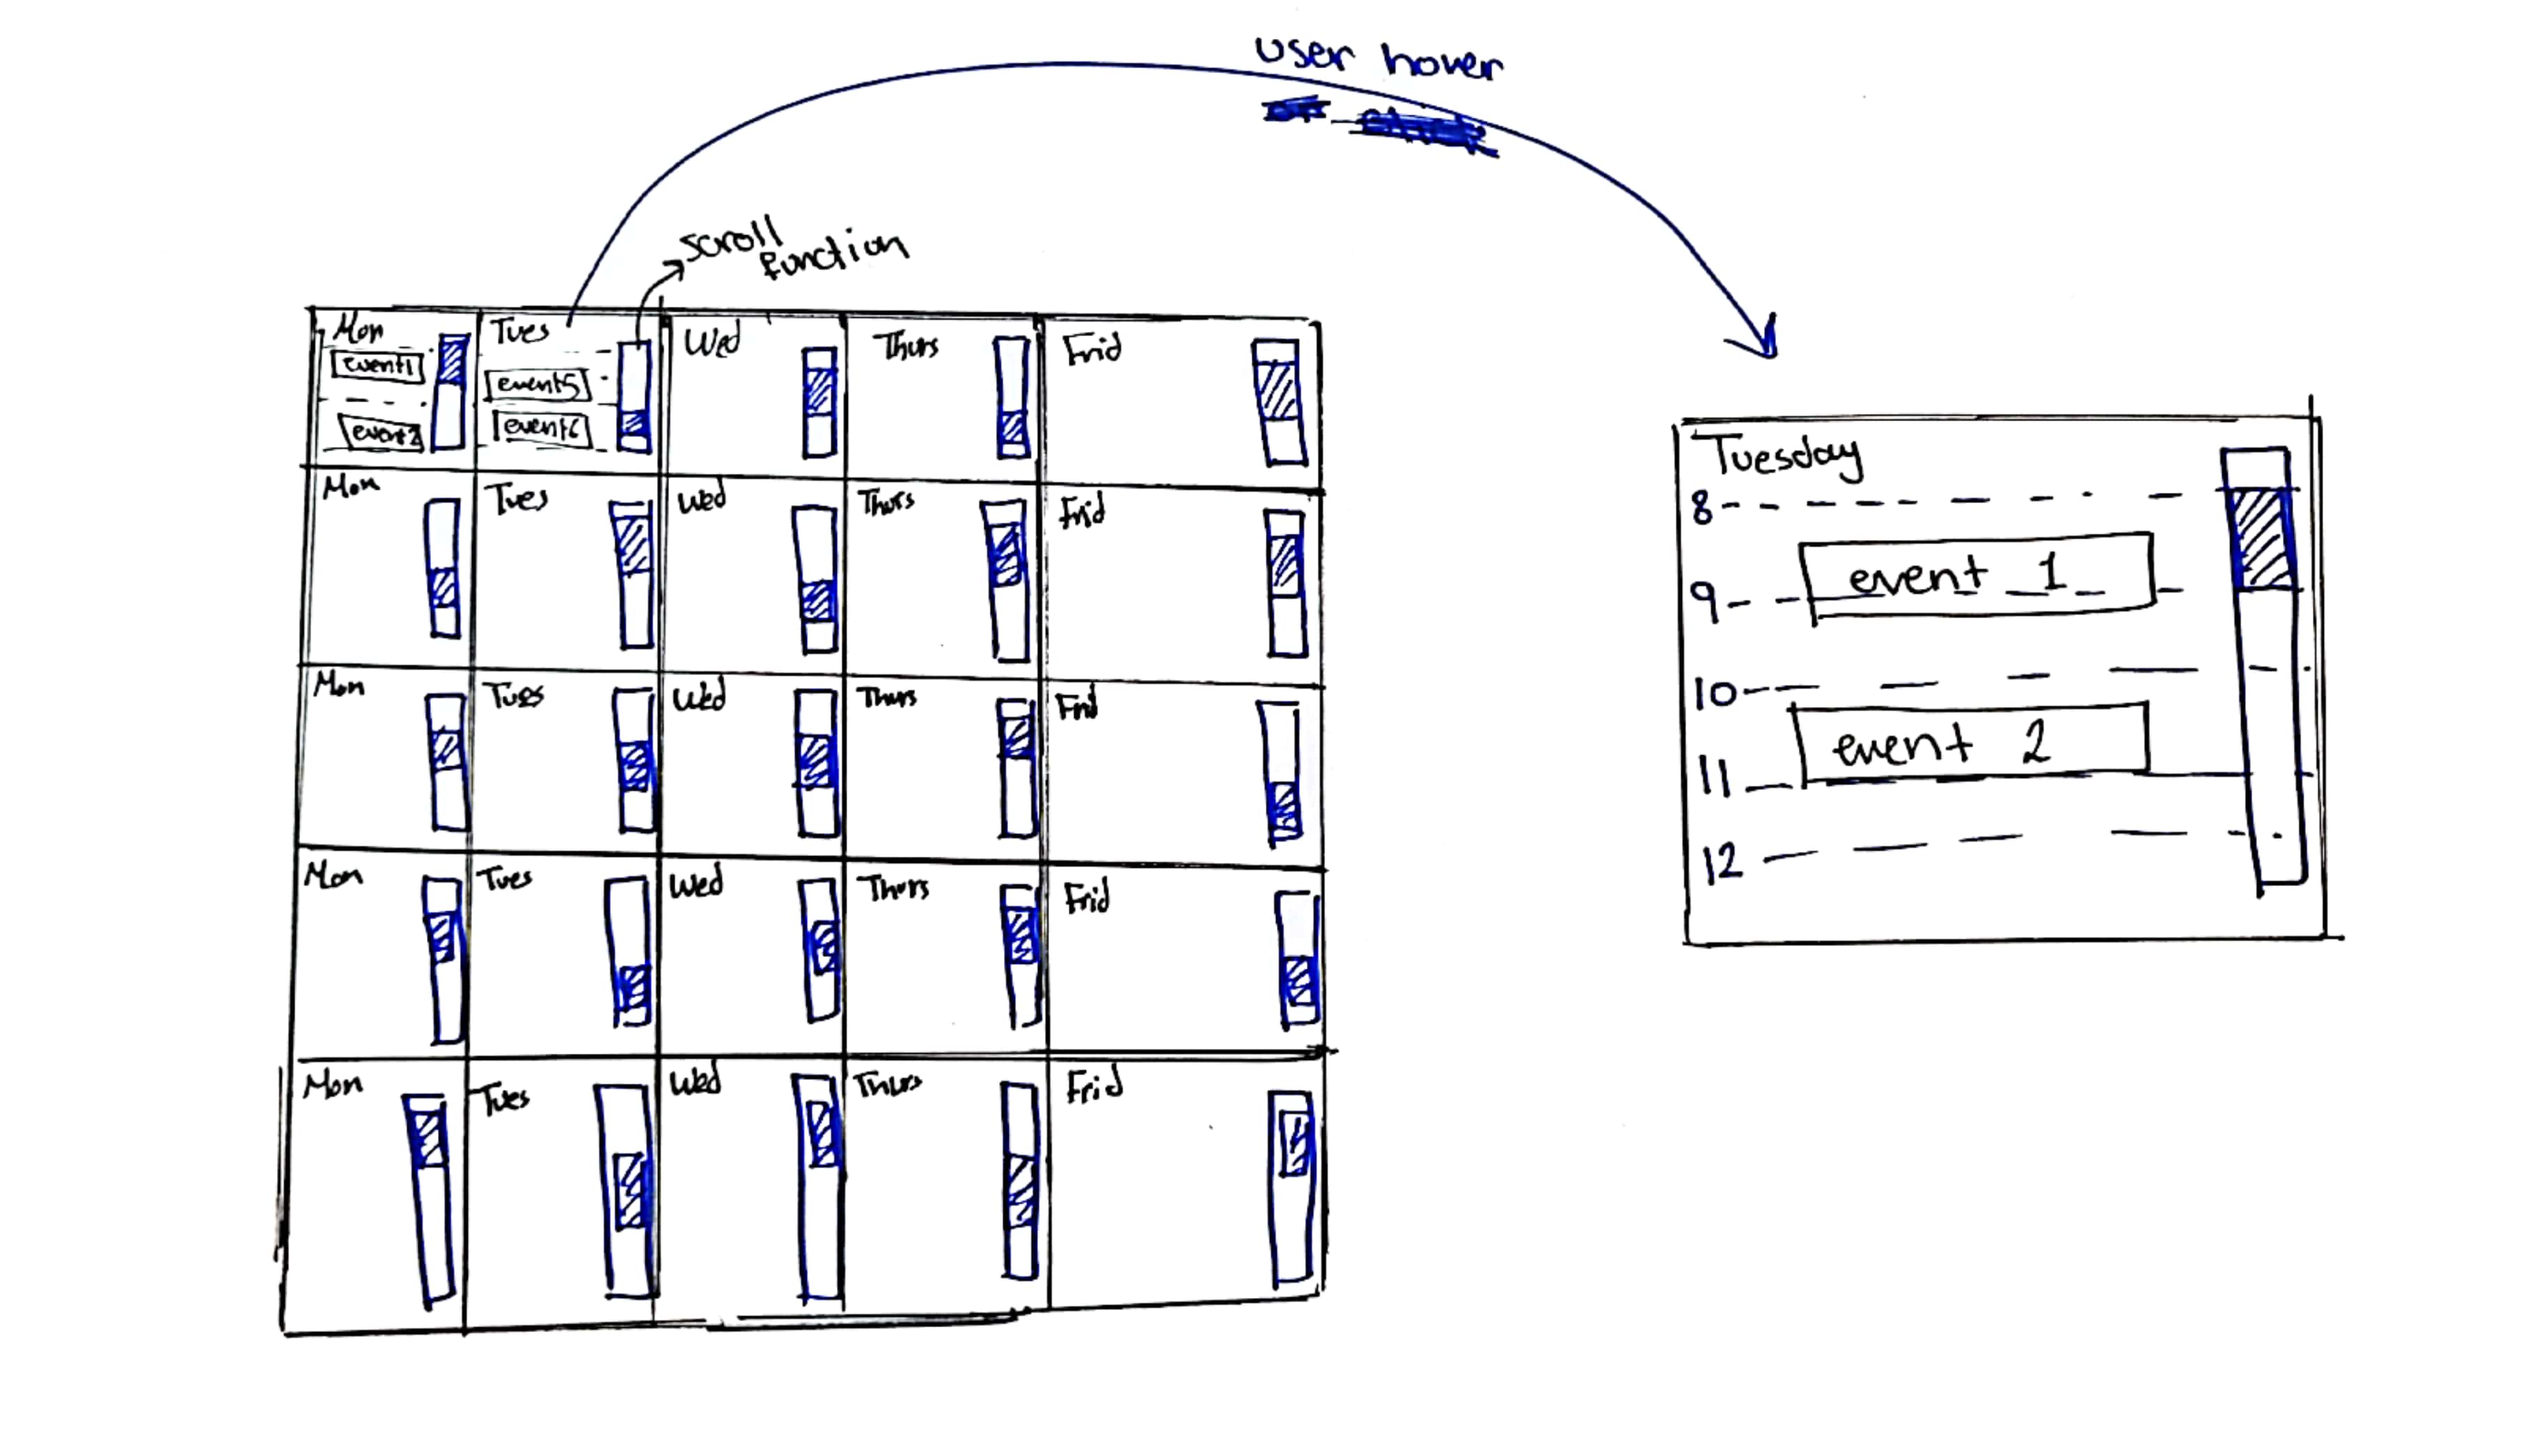 user hover
scroll
function
Mon
Tues
Wed
Thurs
Frid
event1
event5
event2
event6
Mon
Tues
Wed
Thurs
Frid
Mon
Tues
Wed
Thurs
Frid
Mon
Tues
Wed
Thurs
Frid
Mon
Tues
Wed
Thurs
Frid
Tuesday
8
event 1
9
10
event 2
11
12